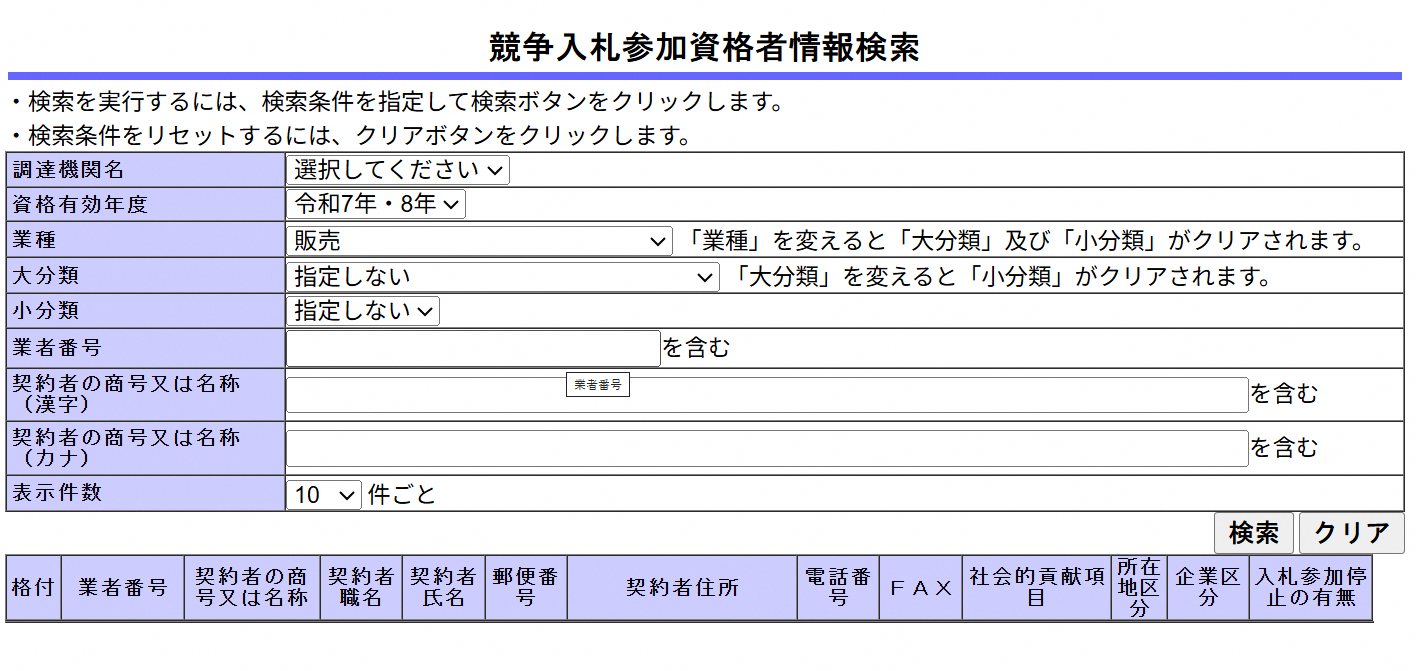 競争入札参加資格者情報検索
・検索を実行するには、検索条件を指定して検索ボタンをクリックします。
・検索条件をリセットするには、クリアボタンをクリックします。
調達機関名 選択してください
資格有効年度 令和7年・8年
業種 販売 「業種」を変えると「大分類」及び「小分類」がクリアされます。
大分類 指定しない 「大分類」を変えると「小分類」がクリアされます。
小分類 指定しない
業者番号 を含む
業者番号
契約者の商号又は名称
（漢字） を含む
契約者の商号又は名称
（カナ） を含む
表示件数 10 件ごと
検索 クリア
格付
業者番号
契約者の商
号又は名称
契約者
職名
契約者
氏名
郵便番
号
契約者住所
電話番
号
ＦＡＸ
社会的貢献項
目
所在
地区
分
企業区
分
入札参加停
止の有無